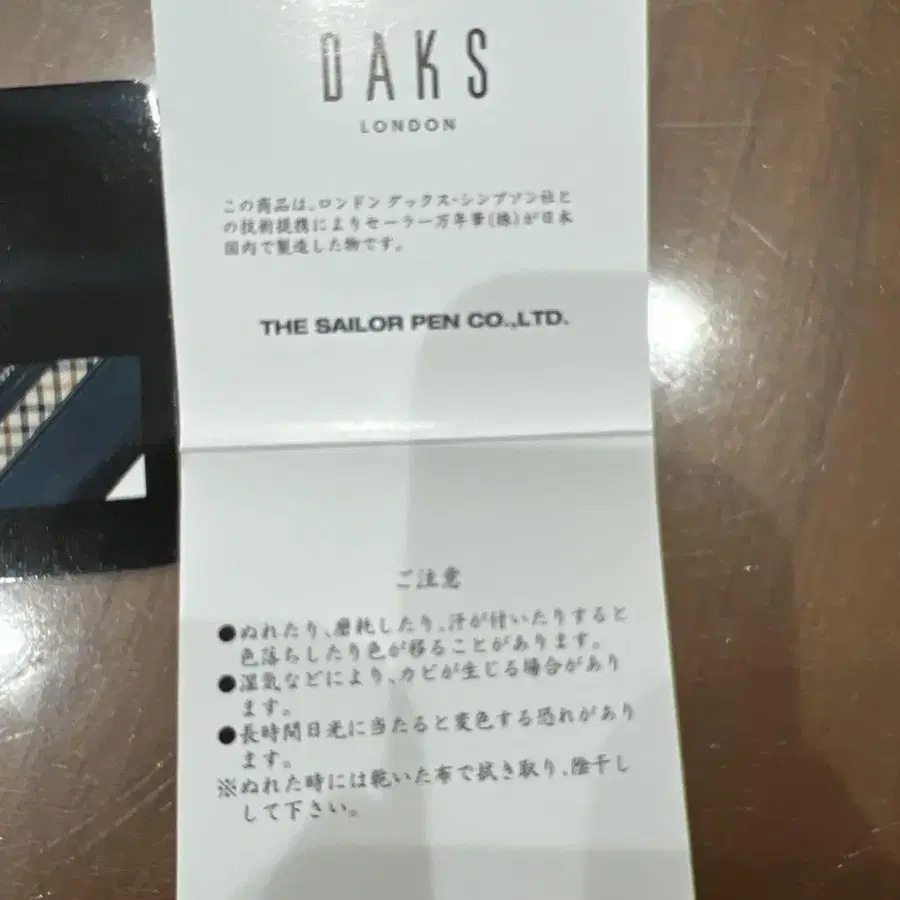 DAKS
LONDON
この商品は、ロンドン ダックス・シンプソン社と
の技術提携によりセーラー万年筆(株)が日本
国内で製造した物です。
THE SAILOR PEN CO.,LTD.
ご注意
●ぬれたり、磨耗したり、汗が付いたりすると
色落ちしたり色が移ることがあります。
●湿気などにより、カビが生じる場合があり
ます。
●長時間日光に当たると変色する恐れがあり
ます。
※ぬれた時には乾いた布で拭き取り、陰干し
して下さい。